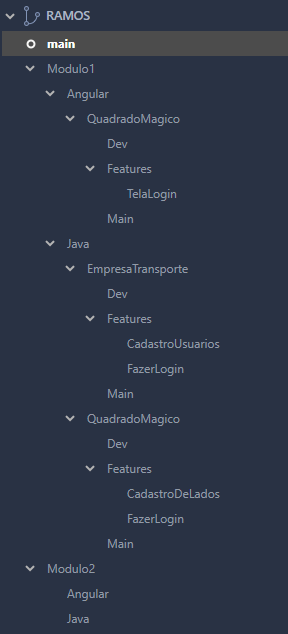 RAMOS
main
Modulo1
Angular
QuadradoMagico
Dev
Features
TelaLogin
Main
Java
EmpresaTransporte
Dev
Features
CadastroUsuarios
FazerLogin
Main
QuadradoMagico
Dev
Features
CadastroDeLados
FazerLogin
Main
Modulo2
Angular
Java